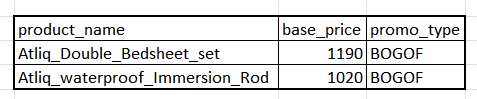 product_name base_price promo_type
Atliq_Double_Bedsheet_set 1190 BOGOF
Atliq_waterproof_Immersion_Rod 1020 BOGOF